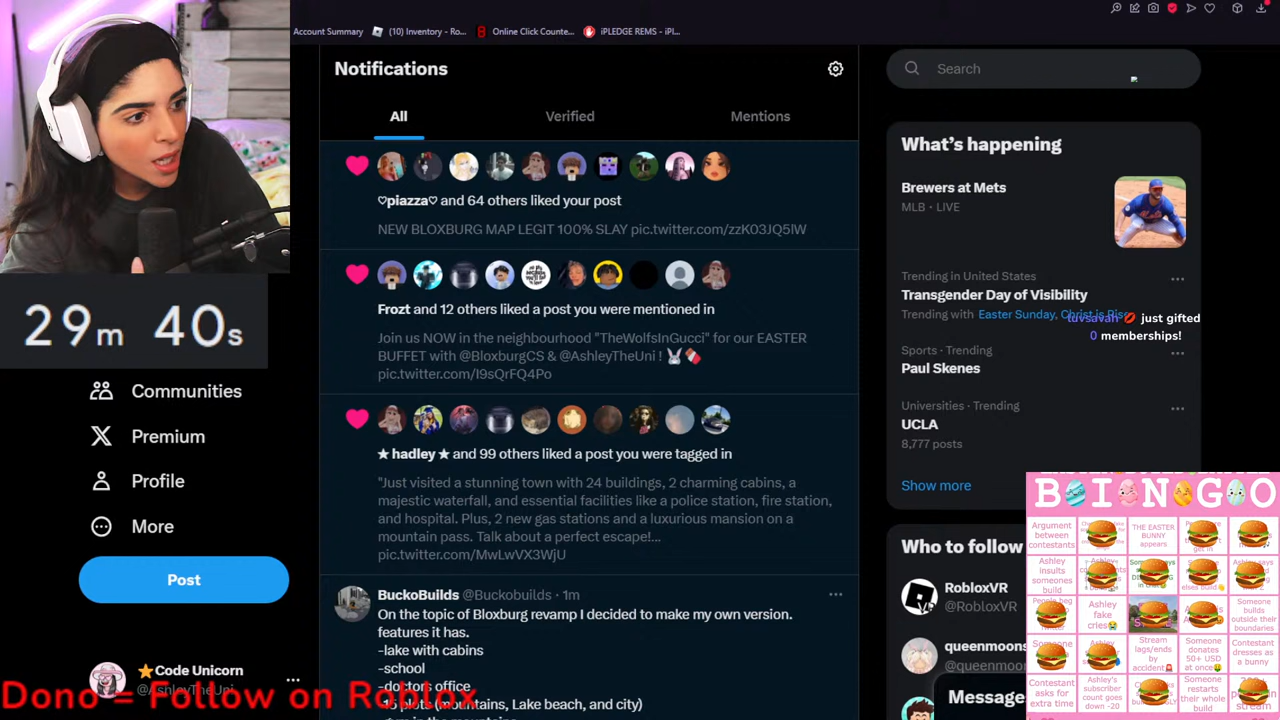 Account Summary
(10) Inventory - Ro...
Online Click Counte...
iPLEDGE REMS - iPl...
Notifications
All
Verified
Mentions
♡piazza♡ and 64 others liked your post
NEW BLOXBURG MAP LEGIT 100% SLAY pic.twitter.com/zzK03JQ5lW
Frozt and 12 others liked a post you were mentioned in
Join us NOW in the neighbourhood "TheWolfsInGucci" for our EASTER
BUFFET with @BloxburgCS & @AshleyTheUni !
pic.twitter.com/I9sQrFQ4Po
★ hadley ★ and 99 others liked a post you were tagged in
"Just visited a stunning town with 24 buildings, 2 charming cabins, a
majestic waterfall, and essential facilities like a police station, fire station,
and hospital. Plus, 2 new gas stations and a luxurious mansion on a
mountain pass. Talk about a perfect escape!...
pic.twitter.com/MwLwVX3WjU
BuckoBuilds @Buckobuilds · 1m
On the topic of Bloxburg
I decided to make my own version.
features it has.
-lake with cabins
-school
-doctors office
29m 40s
Communities
Premium
Profile
More
Post
Code Unicorn
@AshleyTheUni
Dono = Follow on Roblox
Search
What's happening
Brewers at Mets
MLB · LIVE
Trending in United States
Transgender Day of Visibility
Trending with Easter Sunday, Christ is Risen
luvsavah 💋 just gifted
0 memberships!
Sports · Trending
Paul Skenes
Universities · Trending
UCLA
8,777 posts
Show more
Who to follow
RobloxVR
@RobloxVR
queenmoon
@queenmoon
Message
BOINGO
Argument between contestants
THE EASTER BUNNY appears
Ashley insults someones build
Ashley fake cries😭
Someone builds outside their boundaries
Stream lags/ends by accident🚨
Someone donates 50+ USD at once🤑
Contestant dresses as a bunny
Contestant asks for extra time
Ashley's subscriber count goes down -20
Someone restarts their whole build